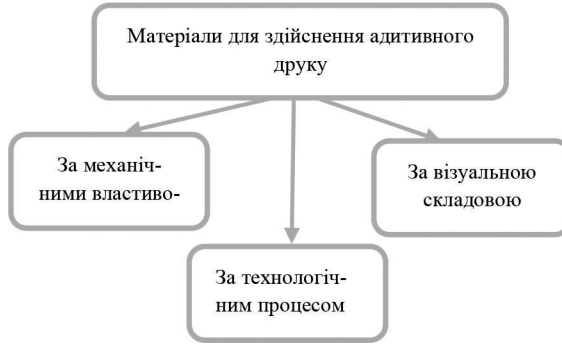 Матеріали для здійснення адитивного
друку
За механіч-
ними властиво-
За візуальною
складовою
За технологіч-
ним процесом